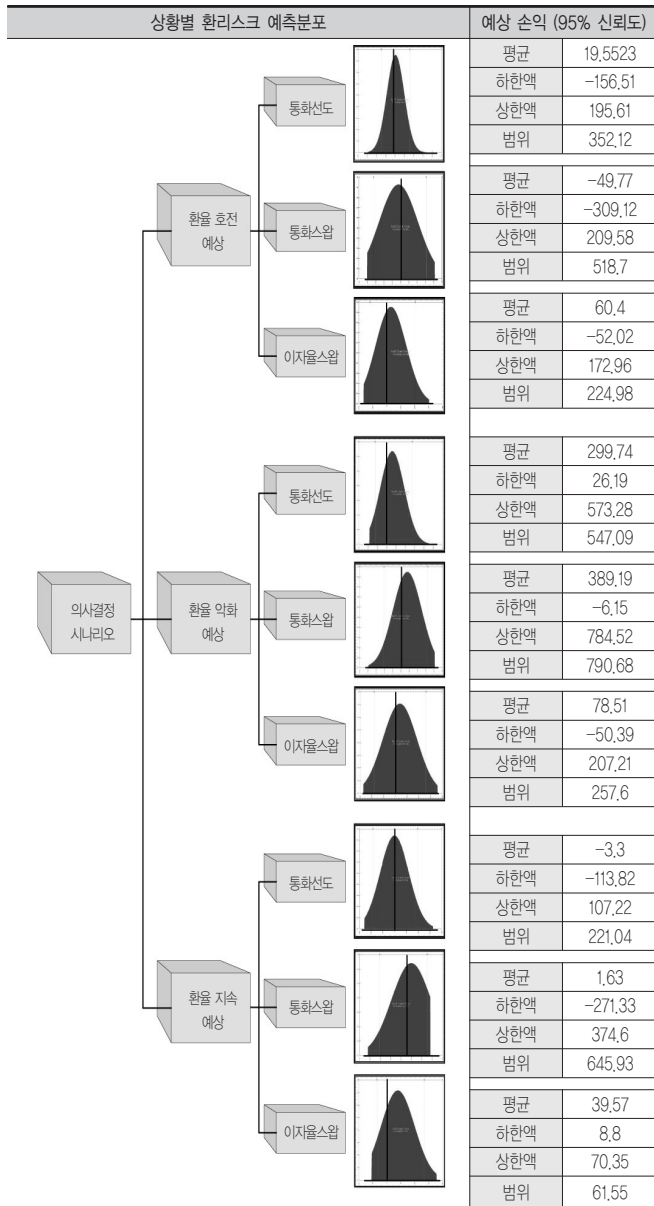 상황별 환리스크 예측분포
예상 손익 (95% 신뢰도)
통화선도
평균 19.5523
하한액 -156.51
상한액 195.61
범위 352.12
환율 호전
예상
통화스왑
평균 -49.77
하한액 -309.12
상한액 209.58
범위 518.7
이자율스왑
평균 60.4
하한액 -52.02
상한액 172.96
범위 224.98
통화선도
평균 299.74
하한액 26.19
상한액 573.28
범위 547.09
의사결정
시나리오
환율 악화
예상
통화스왑
평균 389.19
하한액 -6.15
상한액 784.52
범위 790.68
이자율스왑
평균 78.51
하한액 -50.39
상한액 207.21
범위 257.6
통화선도
평균 -3.3
하한액 -113.82
상한액 107.22
범위 221.04
환율 지속
예상
통화스왑
평균 1.63
하한액 -271.33
상한액 374.6
범위 645.93
이자율스왑
평균 39.57
하한액 8.8
상한액 70.35
범위 61.55